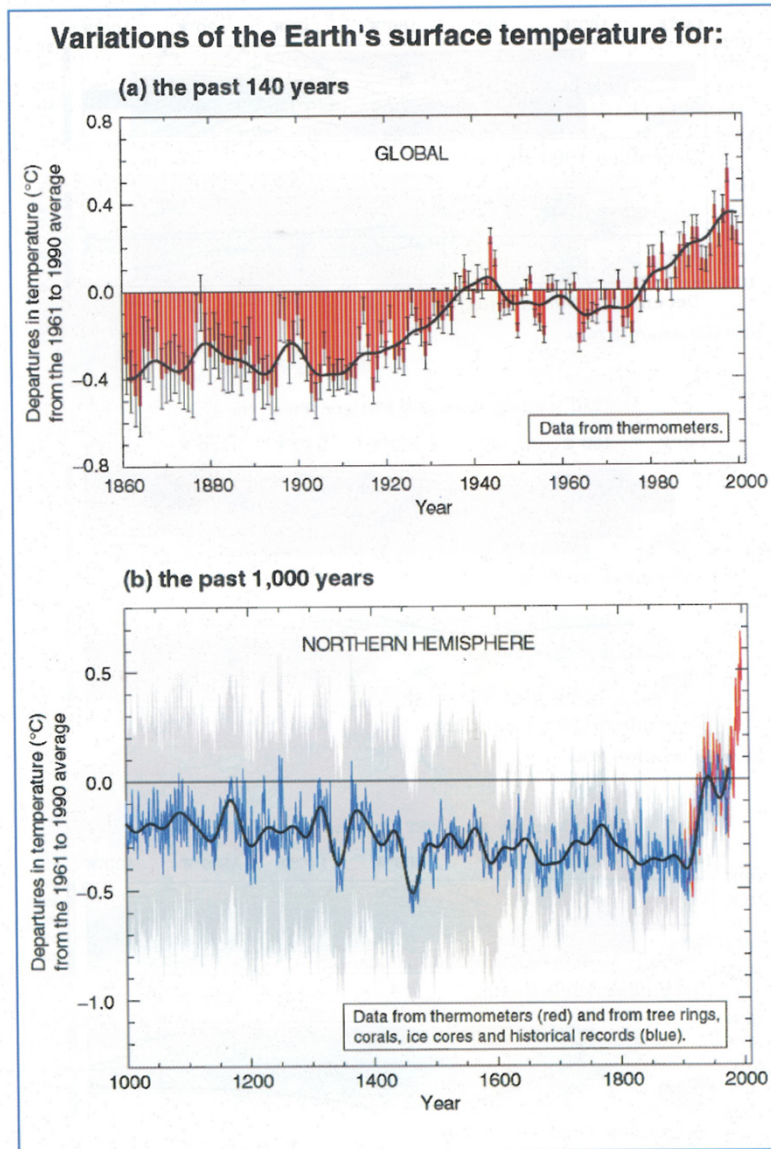 Variations of the Earth's surface temperature for:
(a) the past 140 years
GLOBAL
Departures in temperature (°C)
from the 1961 to 1990 average
0.8
0.4
0.0
−0.4
−0.8
Data from thermometers.
1860
1880
1900
1920
1940
1960
1980
2000
Year
(b) the past 1,000 years
NORTHERN HEMISPHERE
Departures in temperature (°C)
from the 1961 to 1990 average
0.5
0.0
−0.5
−1.0
Data from thermometers (red) and from tree rings,
corals, ice cores and historical records (blue).
1000
1200
1400
1600
1800
2000
Year